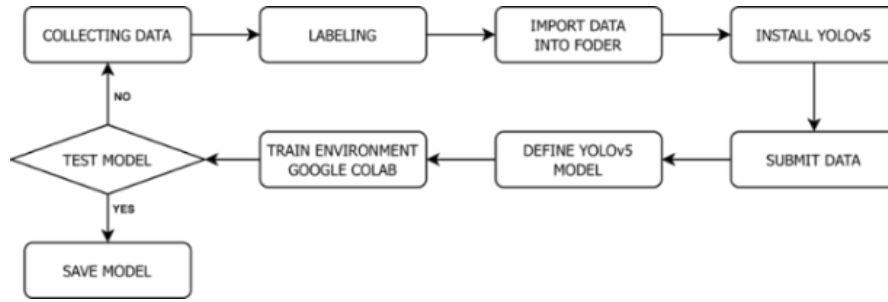 COLLECTING DATA
LABELING
IMPORT DATA
INTO FODER
INSTALL YOLOv5
NO
TEST MODEL
TRAIN ENVIRONMENT
GOOGLE COLAB
DEFINE YOLOv5
MODEL
SUBMIT DATA
YES
SAVE MODEL